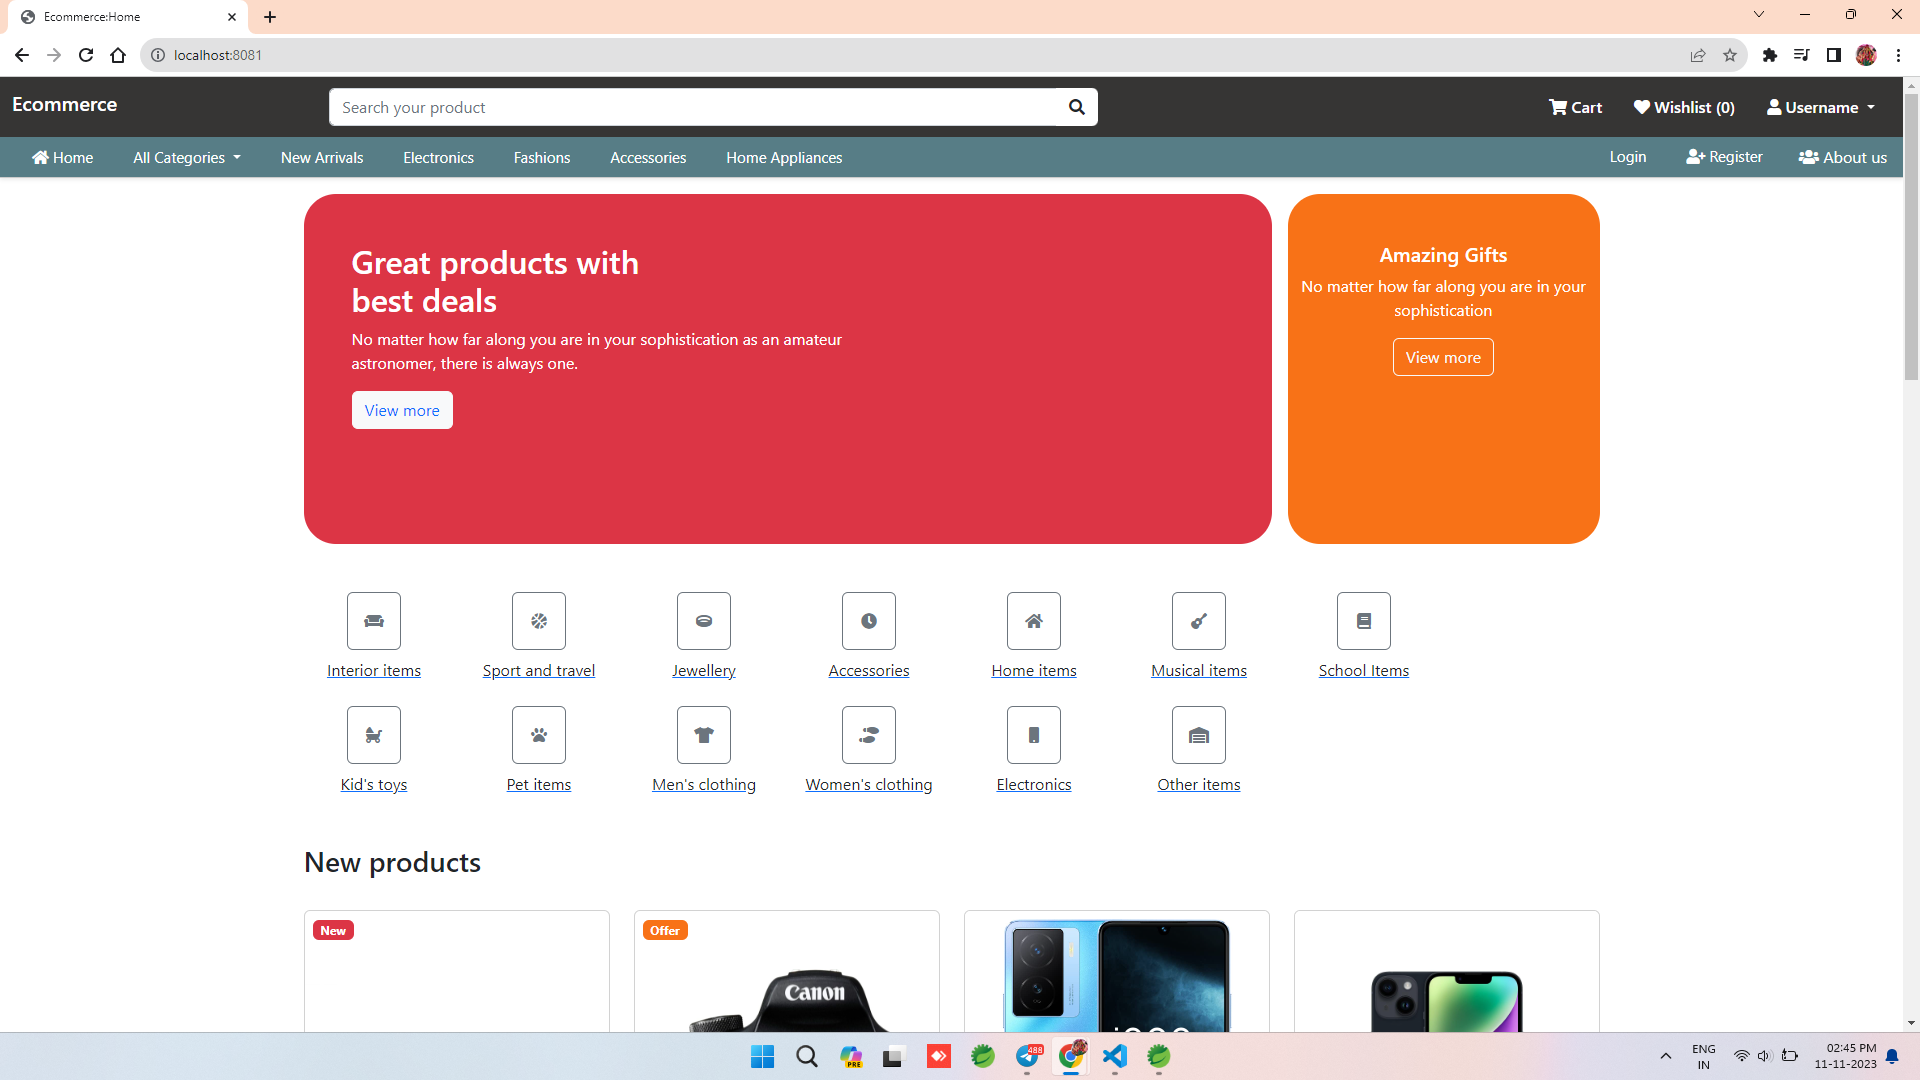 Ecommerce:Home
localhost:8081
Ecommerce
Search your product
Cart
Wishlist (0)
Username
Home
All Categories
New Arrivals
Electronics
Fashions
Accessories
Home Appliances
Login
Register
About us
Great products with
best deals
No matter how far along you are in your sophistication as an amateur
astronomer, there is always one.
View more
Amazing Gifts
No matter how far along you are in your
sophistication
View more
Interior items
Sport and travel
Jewellery
Accessories
Home items
Musical items
School Items
Kid's toys
Pet items
Men's clothing
Women's clothing
Electronics
Other items
New products
New
Offer
Canon
PRE
488
ENG
IN
02:45 PM
11-11-2023